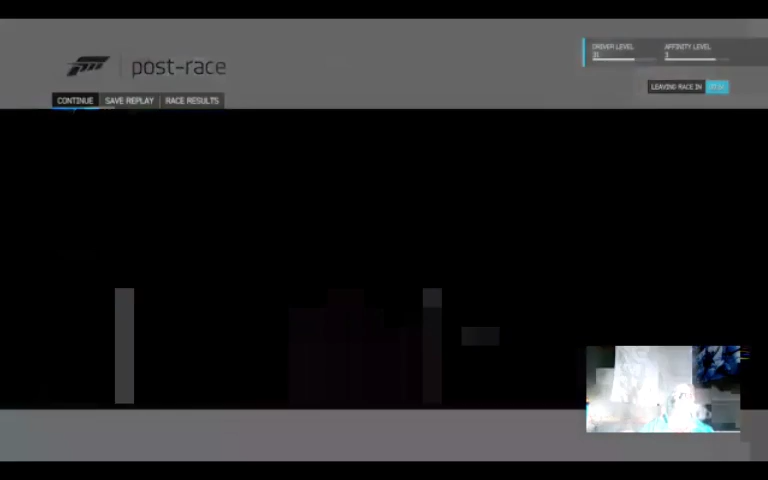 post-race
DRIVER LEVEL
AFFINITY LEVEL
CONTINUE
SAVE REPLAY
RACE RESULTS
LEAVING RACE IN